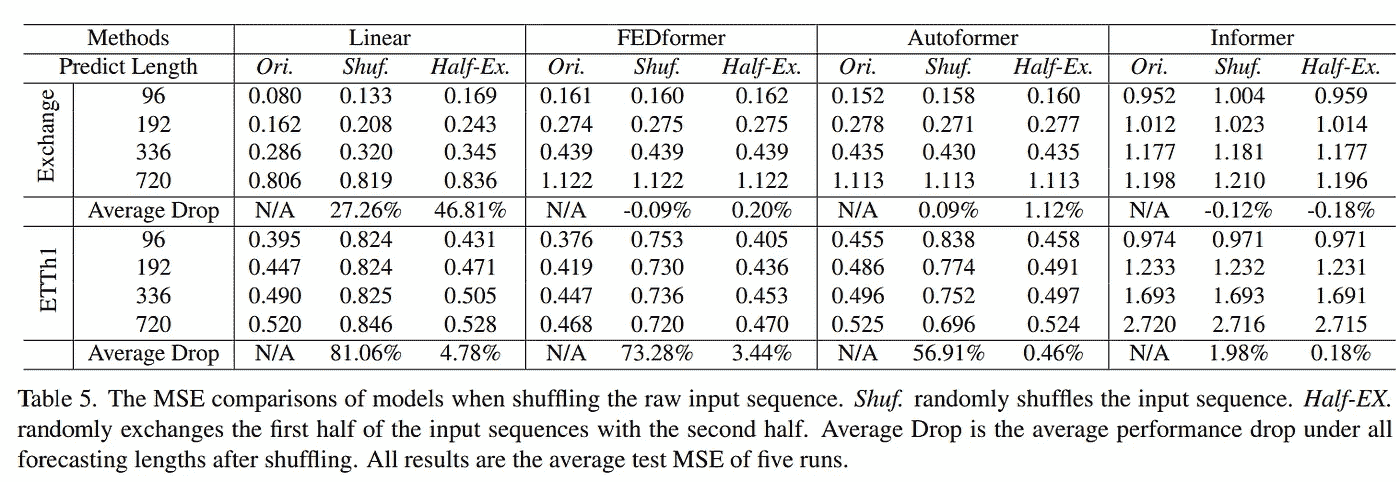 Methods Linear FEDformer Autoformer Informer
Predict Length Ori. Shuf. Half-Ex. Ori. Shuf. Half-Ex. Ori. Shuf. Half-Ex. Ori. Shuf. Half-Ex.
Exchange
96 0.080 0.133 0.169 0.161 0.160 0.162 0.152 0.158 0.160 0.952 1.004 0.959
192 0.162 0.208 0.243 0.274 0.275 0.275 0.278 0.271 0.277 1.012 1.023 1.014
336 0.286 0.320 0.345 0.439 0.439 0.439 0.435 0.430 0.435 1.177 1.181 1.177
720 0.806 0.819 0.836 1.122 1.122 1.122 1.113 1.113 1.113 1.198 1.210 1.196
Average Drop N/A 27.26% 46.81% N/A -0.09% 0.20% N/A 0.09% 1.12% N/A -0.12% -0.18%
ETTh1
96 0.395 0.824 0.431 0.376 0.753 0.405 0.455 0.838 0.458 0.974 0.971 0.971
192 0.447 0.824 0.471 0.419 0.730 0.436 0.486 0.774 0.491 1.233 1.232 1.231
336 0.490 0.825 0.505 0.447 0.736 0.453 0.496 0.752 0.497 1.693 1.693 1.691
720 0.520 0.846 0.528 0.468 0.720 0.470 0.525 0.696 0.524 2.720 2.716 2.715
Average Drop N/A 81.06% 4.78% N/A 73.28% 3.44% N/A 56.91% 0.46% N/A 1.98% 0.18%
Table 5. The MSE comparisons of models when shuffling the raw input sequence. Shuf. randomly shuffles the input sequence. Half-EX.
randomly exchanges the first half of the input sequences with the second half. Average Drop is the average performance drop under all
forecasting lengths after shuffling. All results are the average test MSE of five runs.